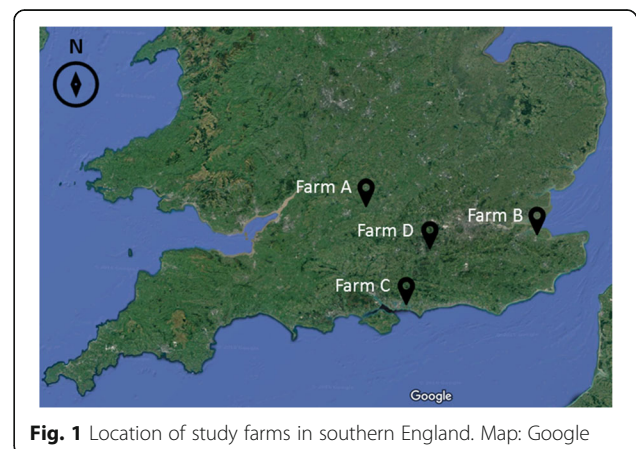 N
Farm A
Farm B
Farm D
Farm C
Google
Fig. 1 Location of study farms in southern England. Map: Google